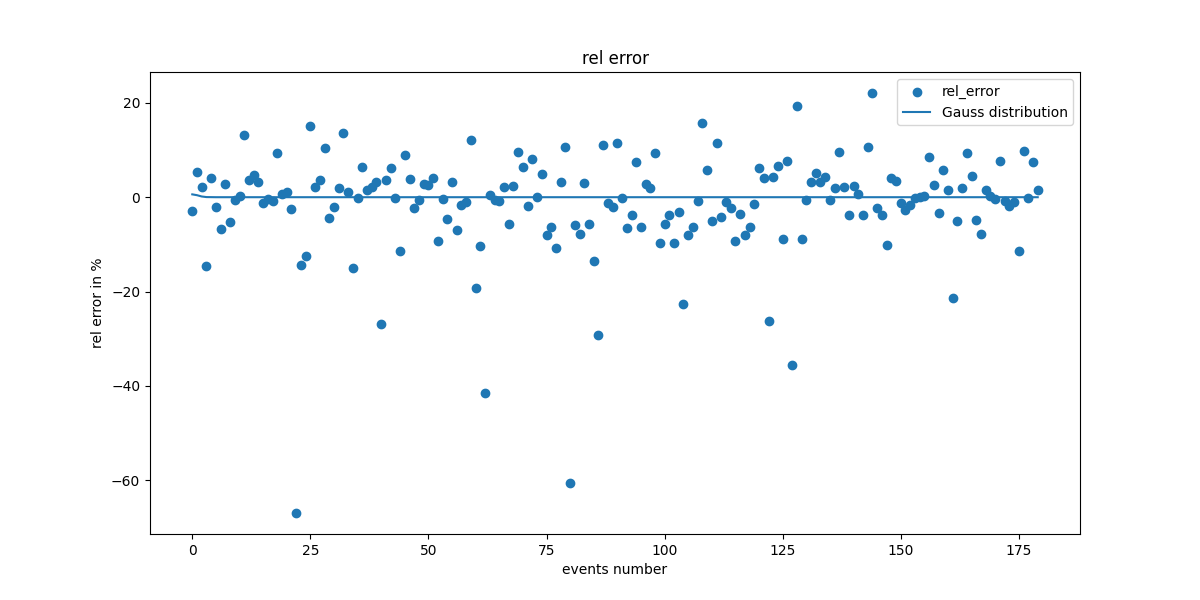 rel error
rel_error
Gauss distribution
rel error in %
20
0
−20
−40
−60
0 25 50 75 100 125 150 175
events number